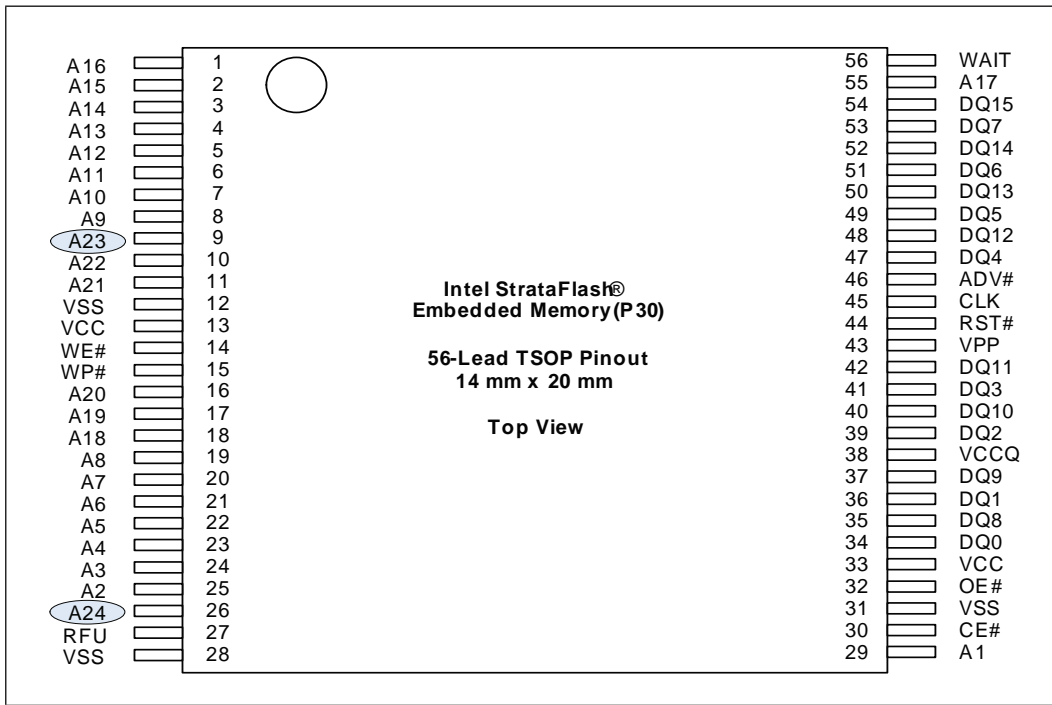 A16 1 56 WAIT
A15 2 55 A17
A14 3 54 DQ15
A13 4 53 DQ7
A12 5 52 DQ14
A11 6 51 DQ6
A10 7 50 DQ13
A9 8 49 DQ5
A23 9 48 DQ12
A22 10 47 DQ4
A21 11 46 ADV#
VSS 12 45 CLK
VCC 13 44 RST#
WE# 14 43 VPP
WP# 15 42 DQ11
A20 16 41 DQ3
A19 17 40 DQ10
A18 18 39 DQ2
A8 19 38 VCCQ
A7 20 37 DQ9
A6 21 36 DQ1
A5 22 35 DQ8
A4 23 34 DQ0
A3 24 33 VCC
A2 25 32 OE#
A24 26 31 VSS
RFU 27 30 CE#
VSS 28 29 A1
Intel StrataFlash®
Embedded Memory(P30)
56-Lead TSOP Pinout
14 mm x 20 mm
Top View